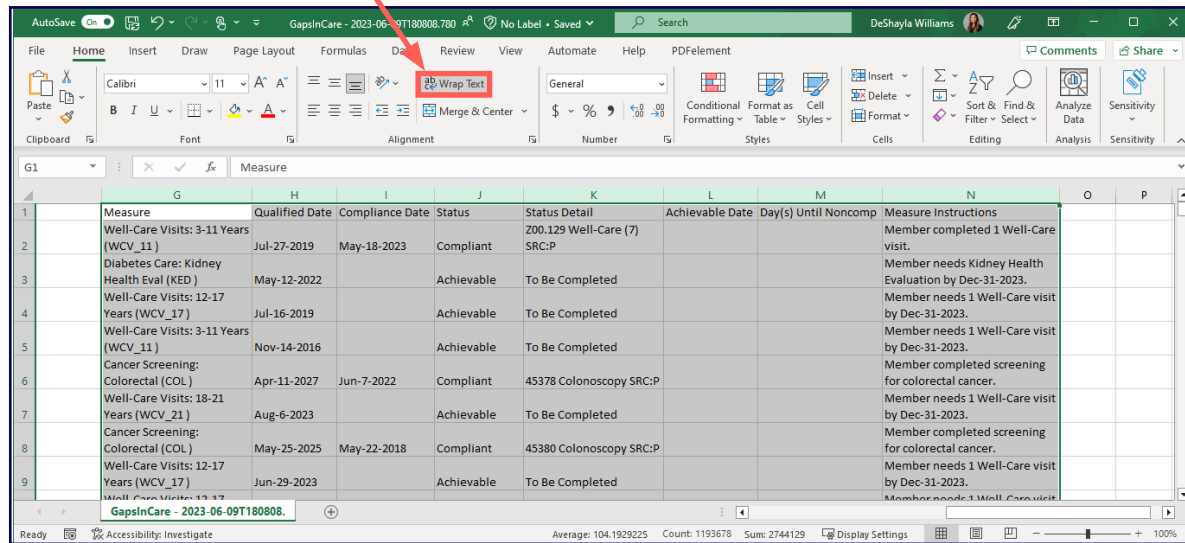 AutoSave On GapsInCare - 2023-06-09T180808.780 No Label • Saved Search DeShayla Williams
File Home Insert Draw Page Layout Formulas Review View Automate Help PDFelement Comments Share
Paste Calibri 11 A A ab Wrap Text General Conditional Formatting Format as Table Cell Styles Insert Delete Format Sort & Filter Find & Select Analyze Data Sensitivity
B I U A Merge & Center $ % 9
Clipboard Font Alignment Number Styles Cells Editing Analysis Sensitivity
G1 fx Measure
G H I J K L M N O P
1 Measure Qualified Date Compliance Date Status Status Detail Achievable Date Day(s) Until Noncomp Measure Instructions
Well-Care Visits: 3-11 Years Z00.129 Well-Care (7) Member completed 1 Well-Care
2 (WCV_11 ) Jul-27-2019 May-18-2023 Compliant SRC:P visit.
Diabetes Care: Kidney Member needs Kidney Health
3 Health Eval (KED ) May-12-2022 Achievable To Be Completed Evaluation by Dec-31-2023.
Well-Care Visits: 12-17 Member needs 1 Well-Care visit
4 Years (WCV_17 ) Jul-16-2019 Achievable To Be Completed by Dec-31-2023.
Well-Care Visits: 3-11 Years Member needs 1 Well-Care visit
5 (WCV_11 ) Nov-14-2016 Achievable To Be Completed by Dec-31-2023.
Cancer Screening: Member completed screening
6 Colorectal (COL ) Apr-11-2027 Jun-7-2022 Compliant 45378 Colonoscopy SRC:P for colorectal cancer.
Well-Care Visits: 18-21 Member needs 1 Well-Care visit
7 Years (WCV_21 ) Aug-6-2023 Achievable To Be Completed by Dec-31-2023.
Cancer Screening: Member completed screening
8 Colorectal (COL ) May-25-2025 May-22-2018 Compliant 45380 Colonoscopy SRC:P for colorectal cancer.
Well-Care Visits: 12-17 Member needs 1 Well-Care visit
9 Years (WCV_17 ) Jun-29-2023 Achievable To Be Completed by Dec-31-2023.
Well-Care Visits: 12-17 Member needs 1 Well-Care visit
GapsInCare - 2023-06-09T180808.
Ready Accessibility: Investigate Average: 104.1929225 Count: 1193678 Sum: 2744129 Display Settings 100%